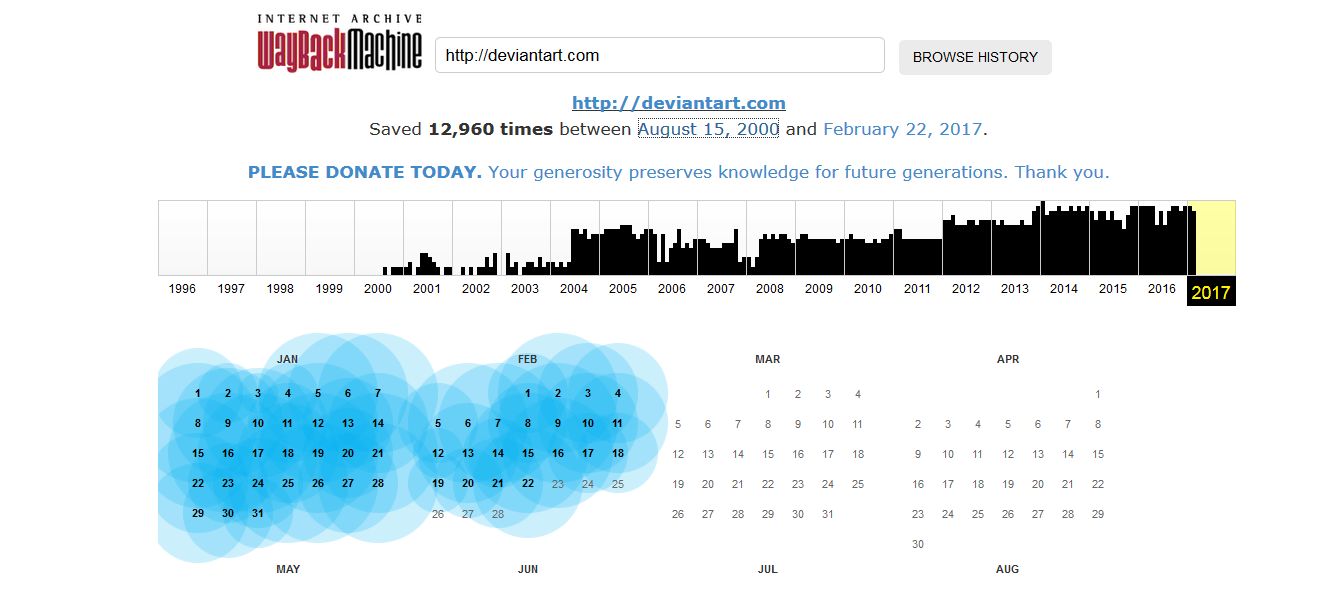 INTERNET ARCHIVE
WayBackMachine
http://deviantart.com
BROWSE HISTORY
http://deviantart.com
Saved 12,960 times between August 15, 2000 and February 22, 2017.
PLEASE DONATE TODAY. Your generosity preserves knowledge for future generations. Thank you.
1996 1997 1998 1999 2000 2001 2002 2003 2004 2005 2006 2007 2008 2009 2010 2011 2012 2013 2014 2015 2016 2017
JAN
1 2 3 4 5 6 7
8 9 10 11 12 13 14
15 16 17 18 19 20 21
22 23 24 25 26 27 28
29 30 31
FEB
1 2 3 4
5 6 7 8 9 10 11
12 13 14 15 16 17 18
19 20 21 22 23 24 25
26 27 28
MAR
1 2 3 4
5 6 7 8 9 10 11
12 13 14 15 16 17 18
19 20 21 22 23 24 25
26 27 28 29 30 31
APR
1
2 3 4 5 6 7 8
9 10 11 12 13 14 15
16 17 18 19 20 21 22
23 24 25 26 27 28 29
30
MAY
JUN
JUL
AUG